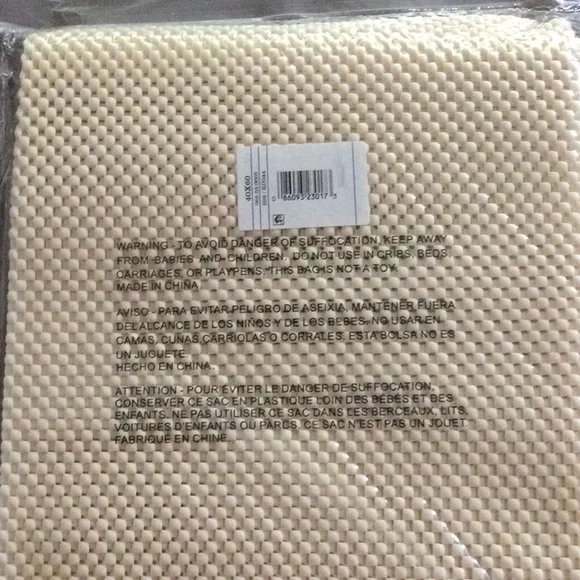 40X60
0 86093 23017 3
WARNING - TO AVOID DANGER OF SUFFOCATION, KEEP AWAY
FROM BABIES AND CHILDREN. DO NOT USE IN CRIBS, BEDS,
CARRIAGES, OR PLAYPENS. THIS BAG IS NOT A TOY.
MADE IN CHINA
AVISO - PARA EVITAR PELIGRO DE ASFIXIA, MANTENER FUERA
DEL ALCANCE DE LOS NIÑOS Y DE LOS BEBES. NO USAR EN
CAMAS, CUNAS, CARRIOLAS O CORRALES. ESTA BOLSA NO ES
UN JUGUETE.
HECHO EN CHINA.
ATTENTION - POUR ÉVITER LE DANGER DE SUFFOCATION,
CONSERVER CE SAC EN PLASTIQUE LOIN DES BÉBÉS ET DES
ENFANTS. NE PAS UTILISER CE SAC DANS LES BERCEAUX, LITS,
VOITURES D'ENFANTS OU PARCS. CE SAC N'EST PAS UN JOUET.
FABRIQUÉ EN CHINE.